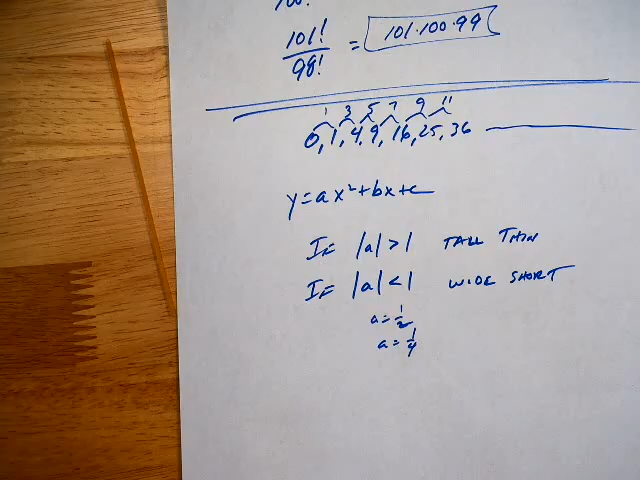 100!
101!/98! = 101·100·99
1 3 5 7 9 11
0, 1, 4, 9, 16, 25, 36
y=ax²+bx+c
IF |a|>1 TALL THIN
IF |a|<1 WIDE SHORT
a=1/2
a=1/4